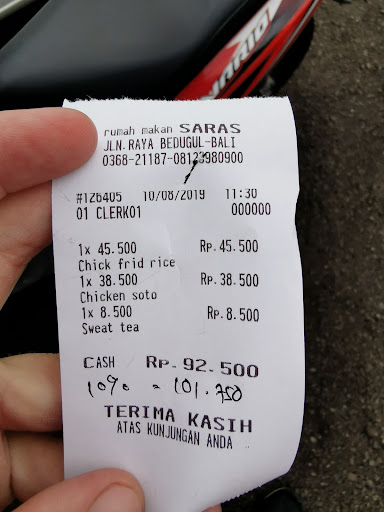 VARIO
rumah makan SARAS
JLN.RAYA BEDUGUL-BALI
0368-21187-08123980900
#126405 10/08/2019 11:30
01 CLERK01 000000
1x 45.500 Rp.45.500
Chick frid rice
1x 38.500 Rp.38.500
Chicken soto
1x 8.500 Rp.8.500
Sweat tea
CASH Rp.92.500
10% = 101.750
TERIMA KASIH
ATAS KUNJUNGAN ANDA